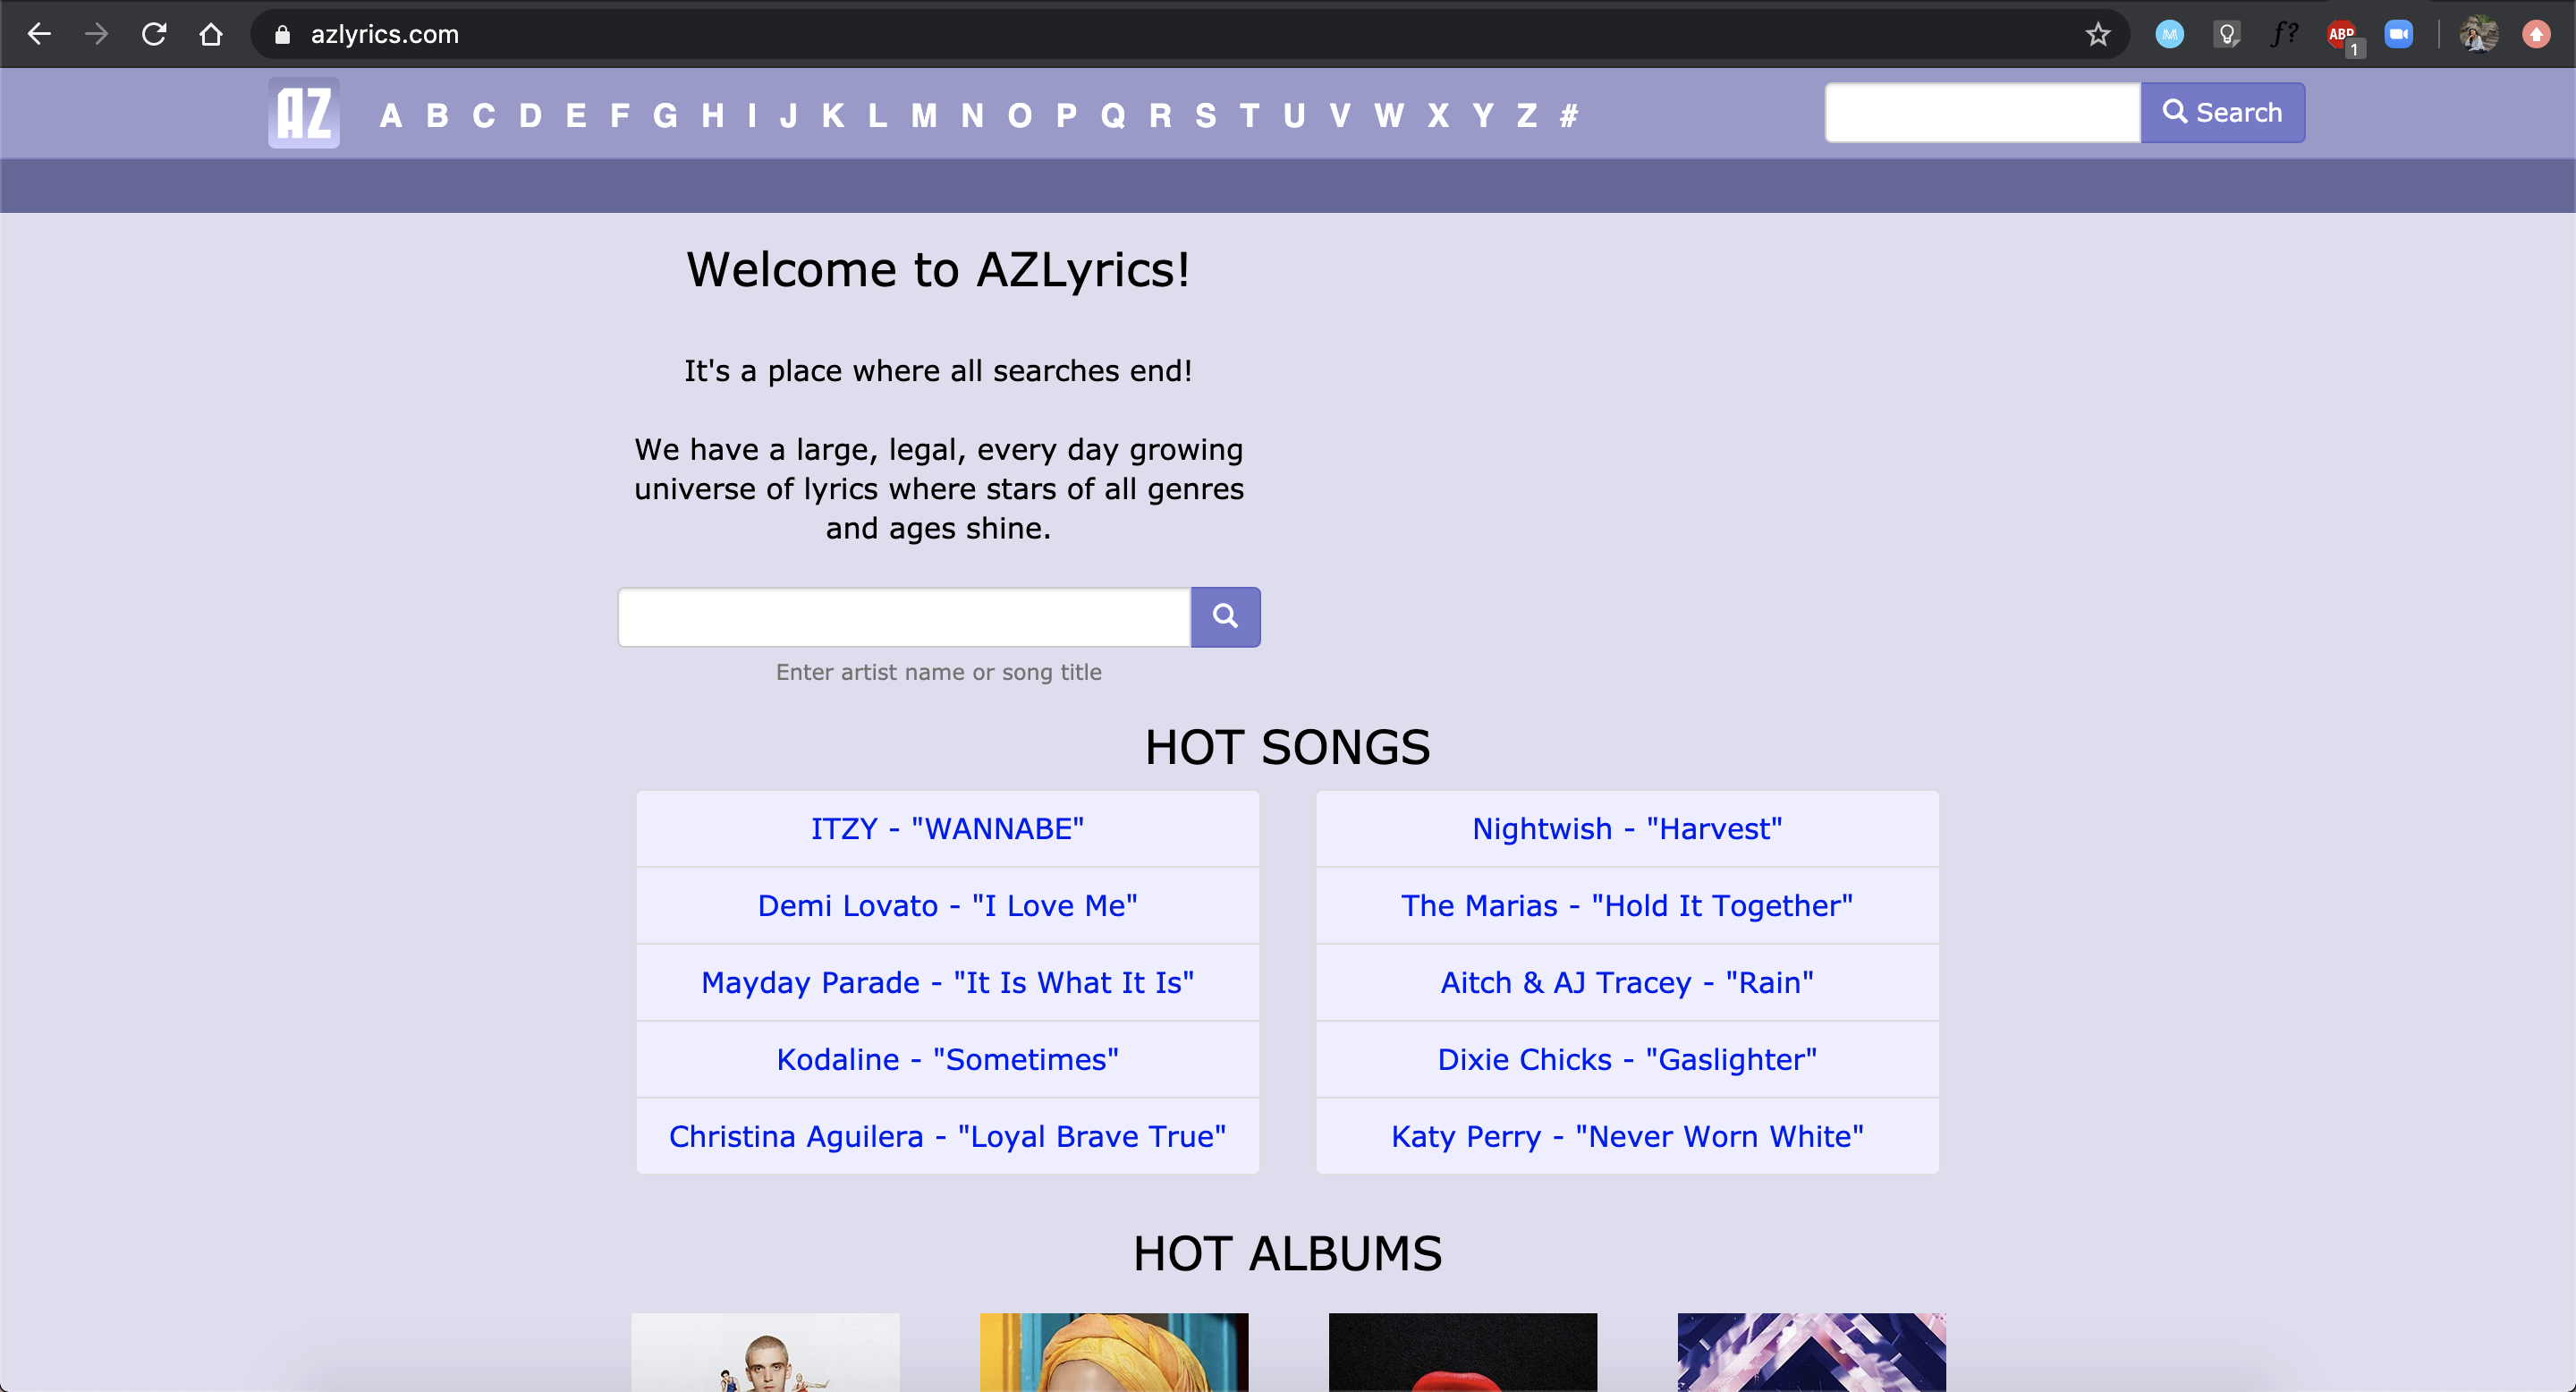 azlyrics.com
ABP
1
AZ A B C D E F G H I J K L M N O P Q R S T U V W X Y Z # Search
Welcome to AZLyrics!
It's a place where all searches end!
We have a large, legal, every day growing
universe of lyrics where stars of all genres
and ages shine.
Enter artist name or song title
HOT SONGS
ITZY - "WANNABE"
Demi Lovato - "I Love Me"
Mayday Parade - "It Is What It Is"
Kodaline - "Sometimes"
Christina Aguilera - "Loyal Brave True"
Nightwish - "Harvest"
The Marias - "Hold It Together"
Aitch & AJ Tracey - "Rain"
Dixie Chicks - "Gaslighter"
Katy Perry - "Never Worn White"
HOT ALBUMS